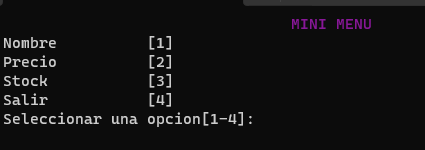 MINI MENU
Nombre [1]
Precio [2]
Stock [3]
Salir [4]
Seleccionar una opcion[1-4]: